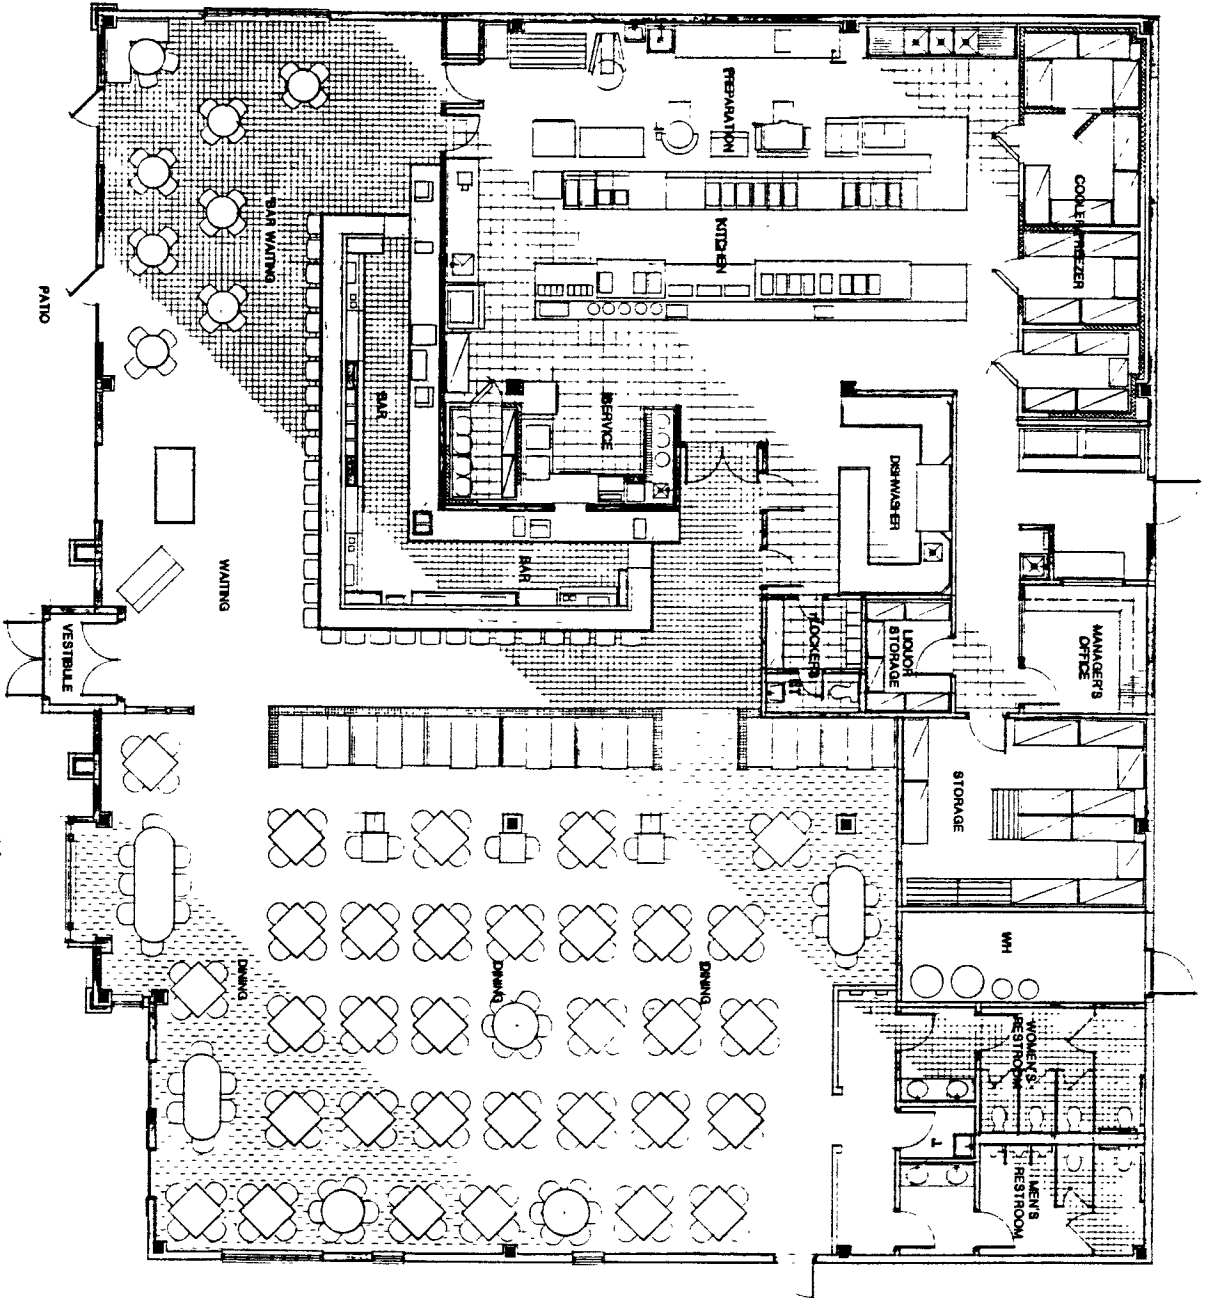 PREPARATION
COOLER/FREEZER
BAR WAITING
KITCHEN
PATIO
BAR
SERVICE
DISHWASHER
WAITING
BAR
VESTIBULE
LOCKERS
ET
LIQUOR
STORAGE
MANAGER'S
OFFICE
STORAGE
WH
DINING
DINING
DINING
WOMEN'S
RESTROOM
J
MEN'S
RESTROOM